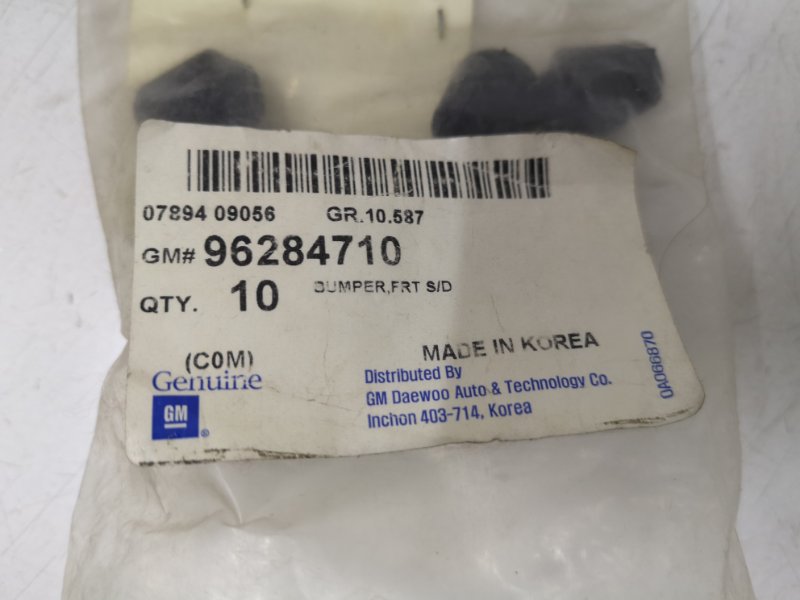 07894 09056 GR.10.587
GM# 96284710
QTY. 10 BUMPER,FRT S/D
(COM) MADE IN KOREA
Genuine
GM ®
Distributed By
GM Daewoo Auto & Technology Co.
Inchon 403-714, Korea
0A066870